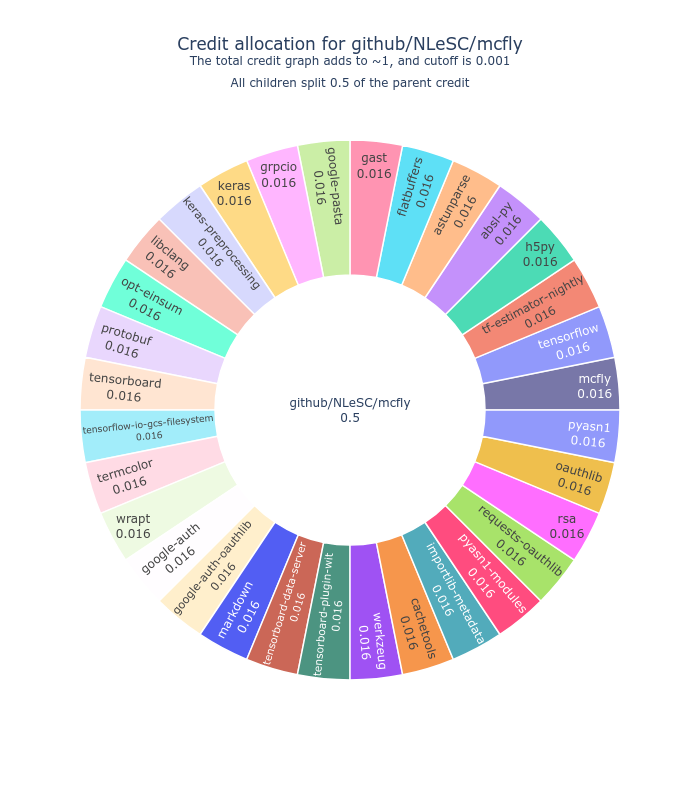 Credit allocation for github/NLeSC/mcfly
The total credit graph adds to ~1, and cutoff is 0.001
All children split 0.5 of the parent credit
github/NLeSC/mcfly
0.5
gast
0.016
flatbuffers
0.016
astunparse
0.016
absl-py
0.016
h5py
0.016
tf-estimator-nightly
0.016
tensorflow
0.016
mcfly
0.016
pyasn1
0.016
oauthlib
0.016
rsa
0.016
requests-oauthlib
0.016
pyasn1-modules
0.016
importlib-metadata
0.016
cachetools
0.016
werkzeug
0.016
tensorboard-plugin-wit
0.016
tensorboard-data-server
0.016
markdown
0.016
google-auth-oauthlib
0.016
google-auth
0.016
wrapt
0.016
termcolor
0.016
tensorflow-io-gcs-filesystem
0.016
tensorboard
0.016
protobuf
0.016
opt-einsum
0.016
libclang
0.016
keras-preprocessing
0.016
keras
0.016
grpcio
0.016
google-pasta
0.016